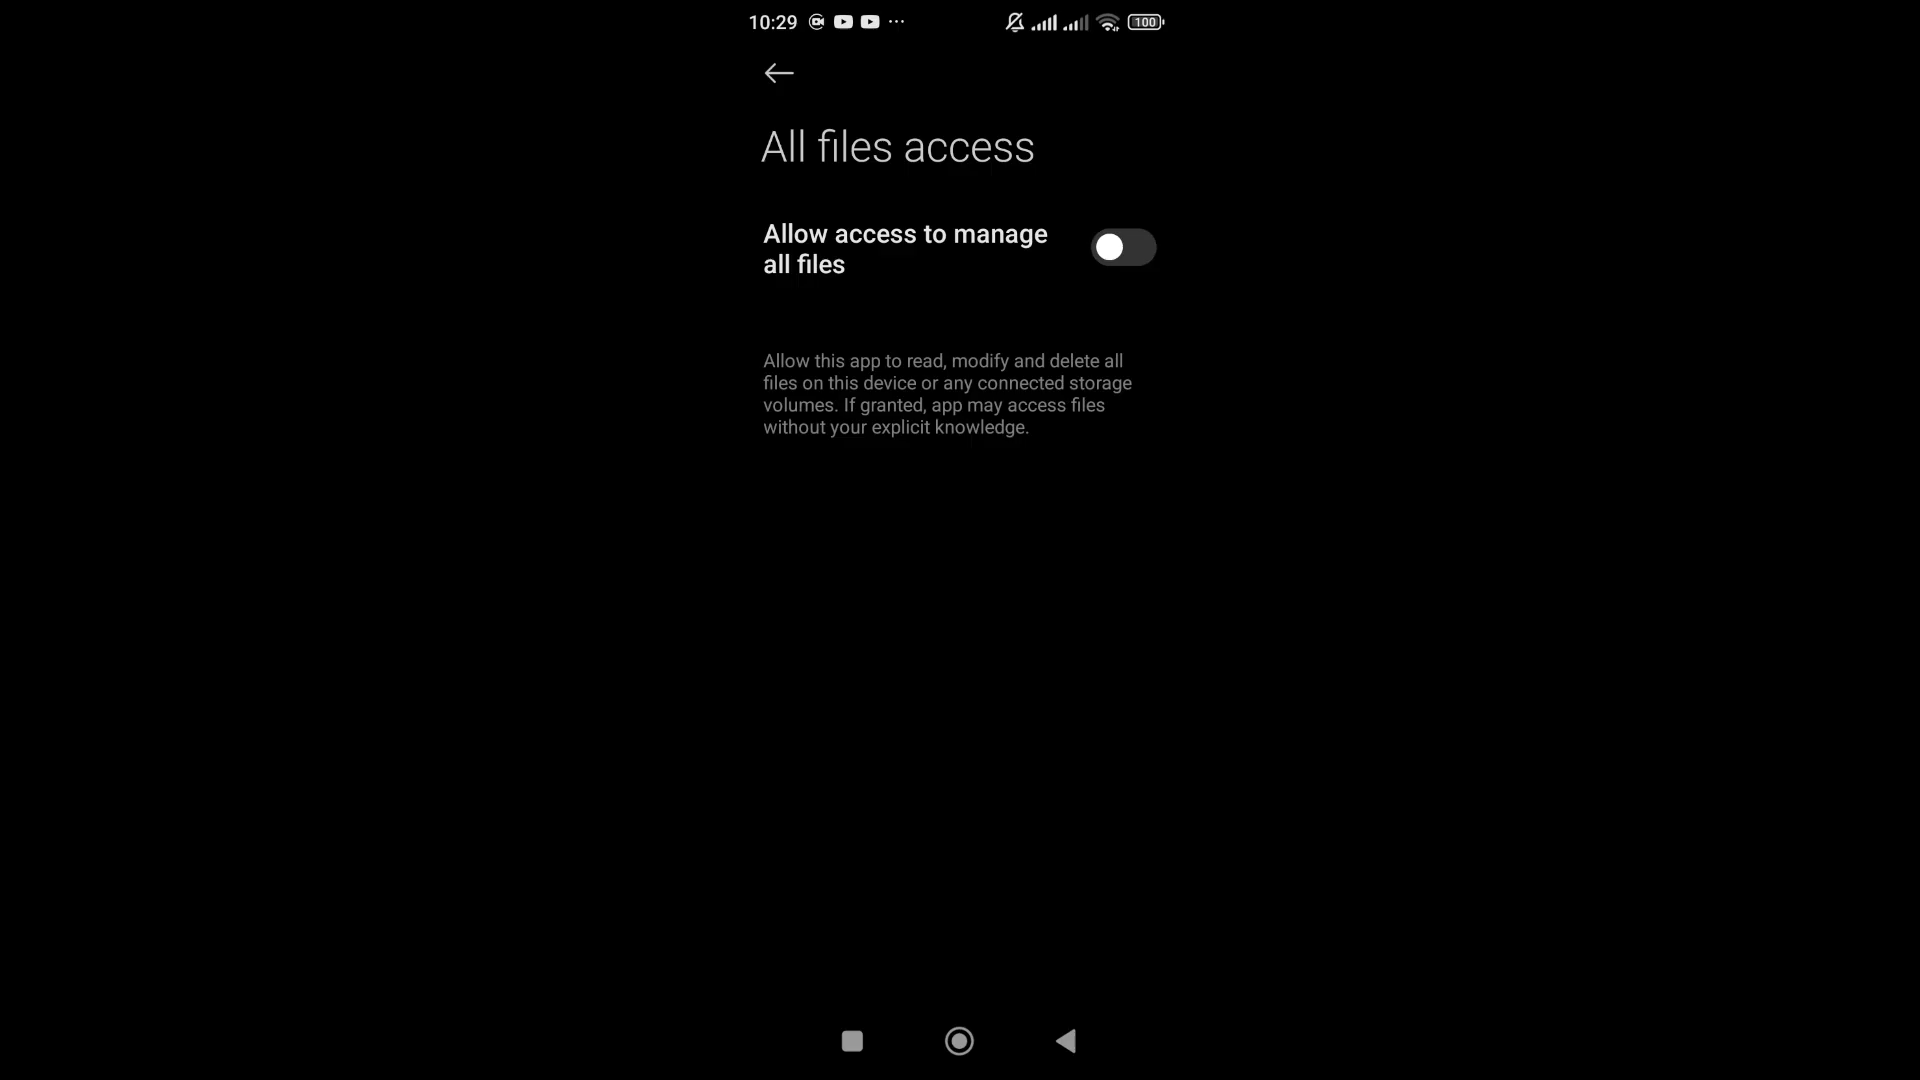 10:29 ... 100
All files access
Allow access to manage
all files
Allow this app to read, modify and delete all
files on this device or any connected storage
volumes. If granted, app may access files
without your explicit knowledge.